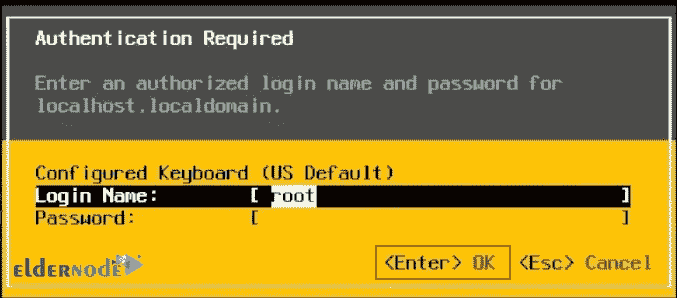 Authentication Required
Enter an authorized login name and password for
localhost.localdomain.
Configured Keyboard (US Default)
Login Name: [ root ]
Password: [ ]
ELDERNODE <Enter> OK <Esc> Cancel